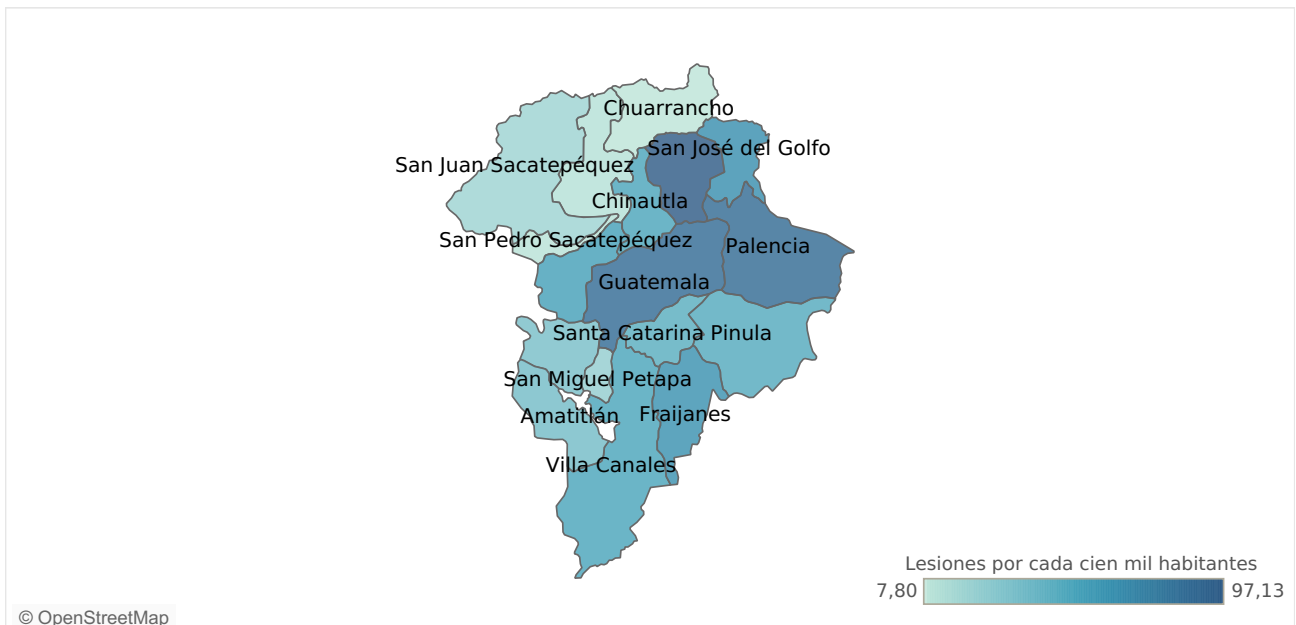 Chuarrancho
San José del Golfo
San Juan Sacatepéquez
Chinautla
San Pedro Sacatepéquez
Palencia
Guatemala
Santa Catarina Pinula
San Miguel Petapa
Amatitlán
Fraijanes
Villa Canales
Lesiones por cada cien mil habitantes
7,80
97,13
© OpenStreetMap